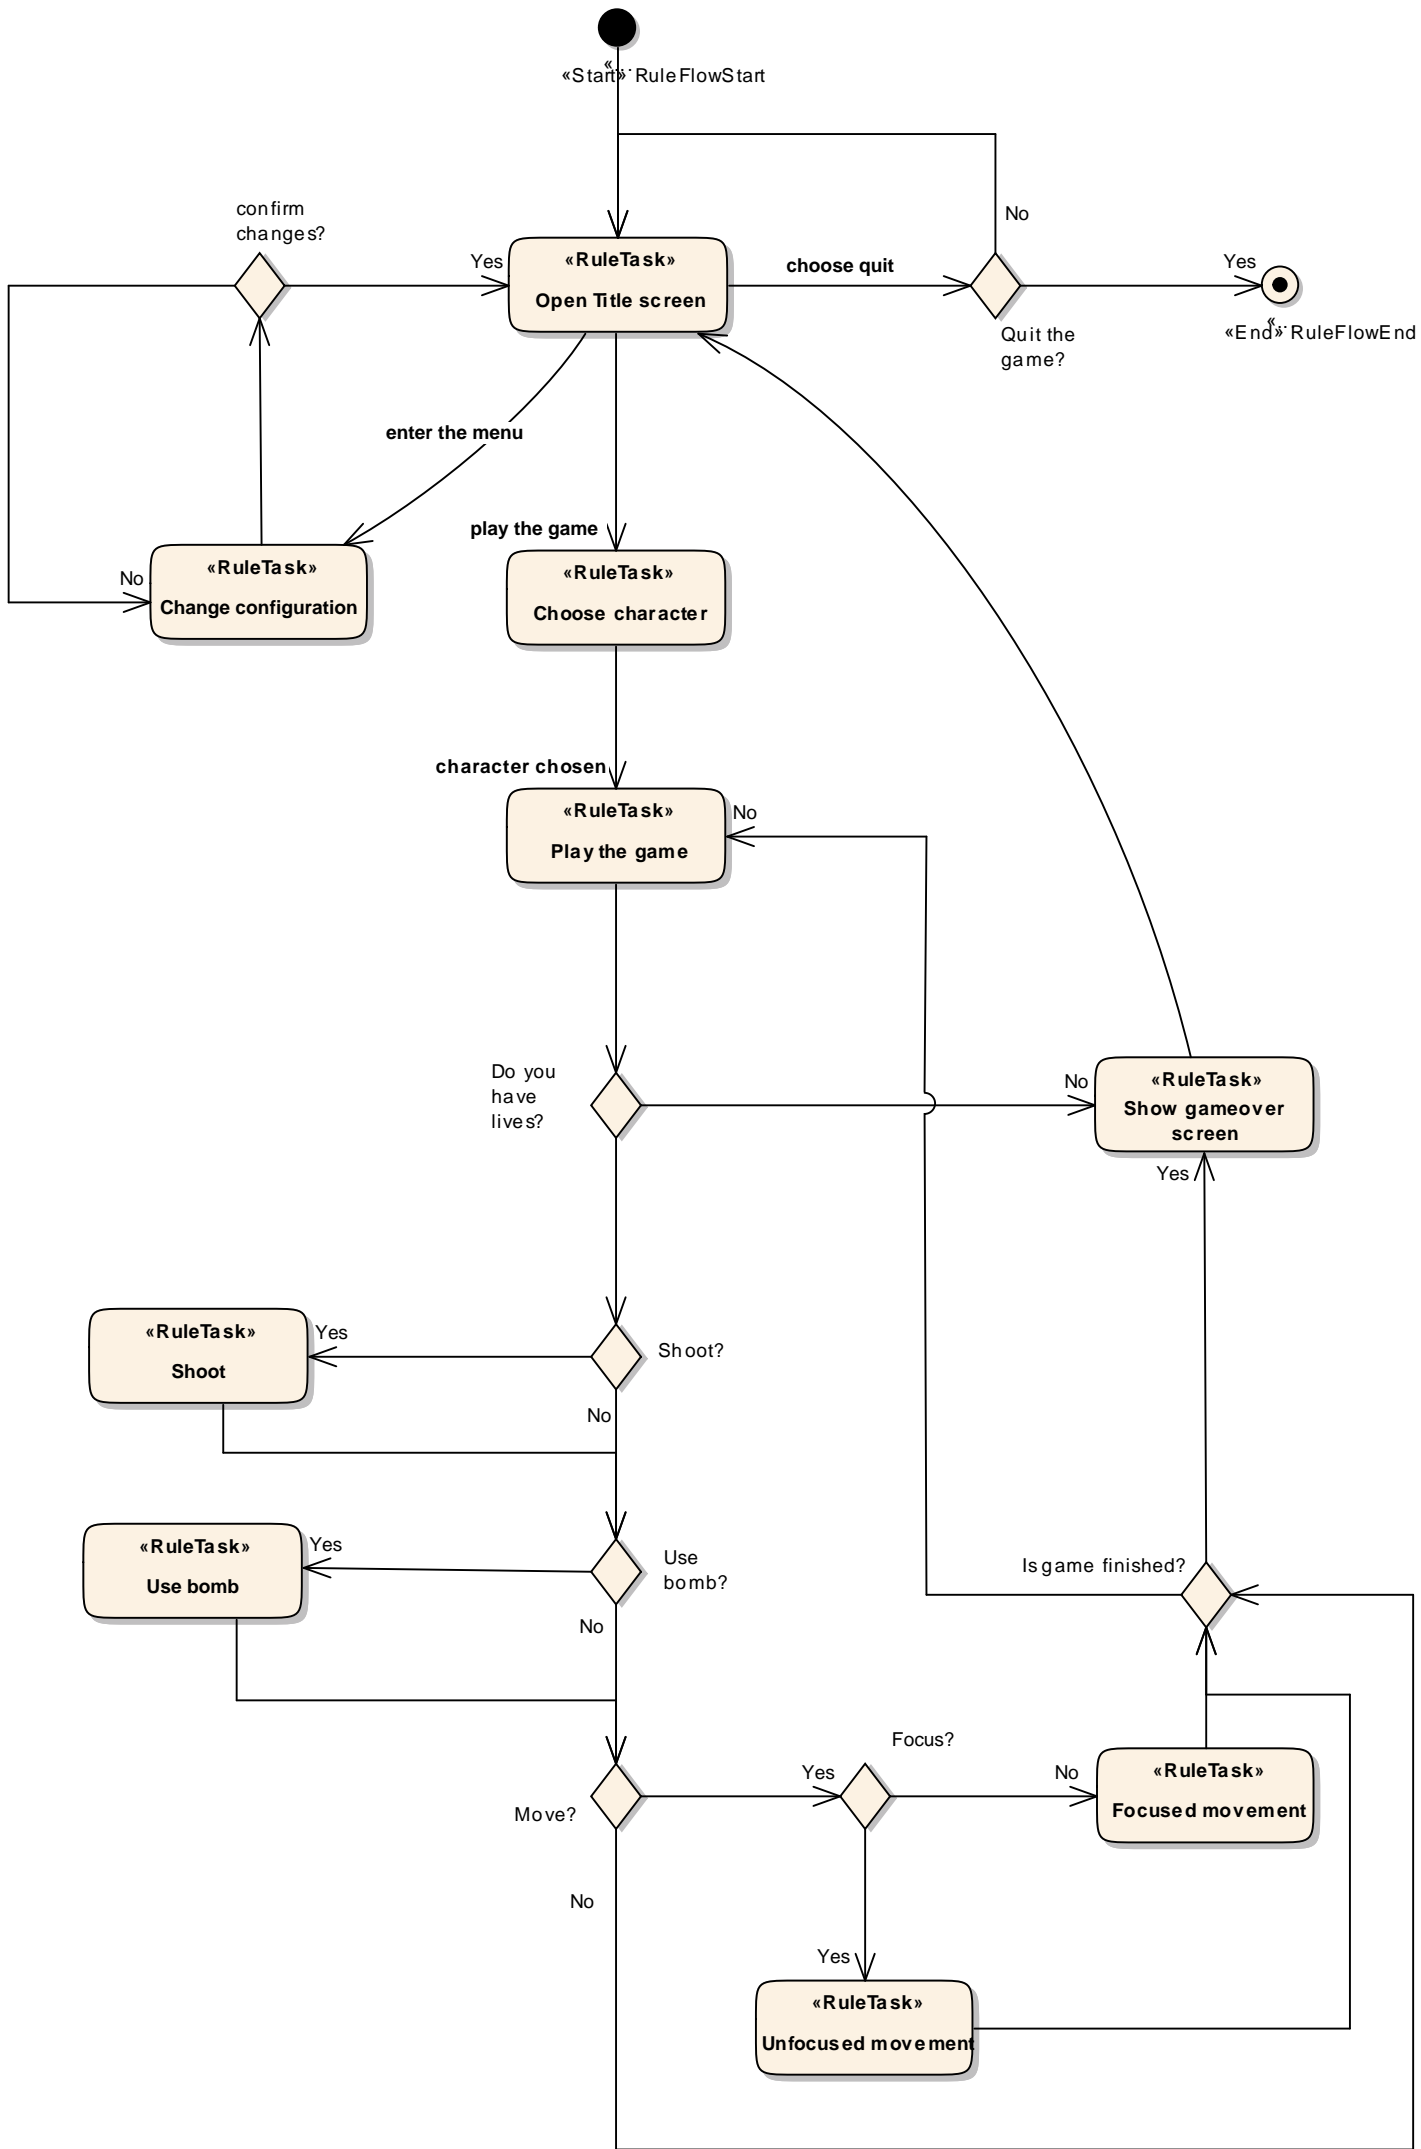 «...
«Start» RuleFlowStart
confirm
changes?
No
Yes
«RuleTask»
Open Title screen
choose quit
Yes
Quit the
game?
«...
«End» RuleFlowEnd
enter the menu
play the game
No
«RuleTask»
Change configuration
«RuleTask»
Choose character
character chosen
«RuleTask»
Play the game
No
Do you
have
lives?
No
«RuleTask»
Show gameover
screen
Yes
«RuleTask»
Shoot
Yes
Shoot?
No
«RuleTask»
Use bomb
Yes
Use
bomb?
No
Is game finished?
Move?
Yes
Focus?
No
«RuleTask»
Focused movement
No
Yes
«RuleTask»
Unfocused movement